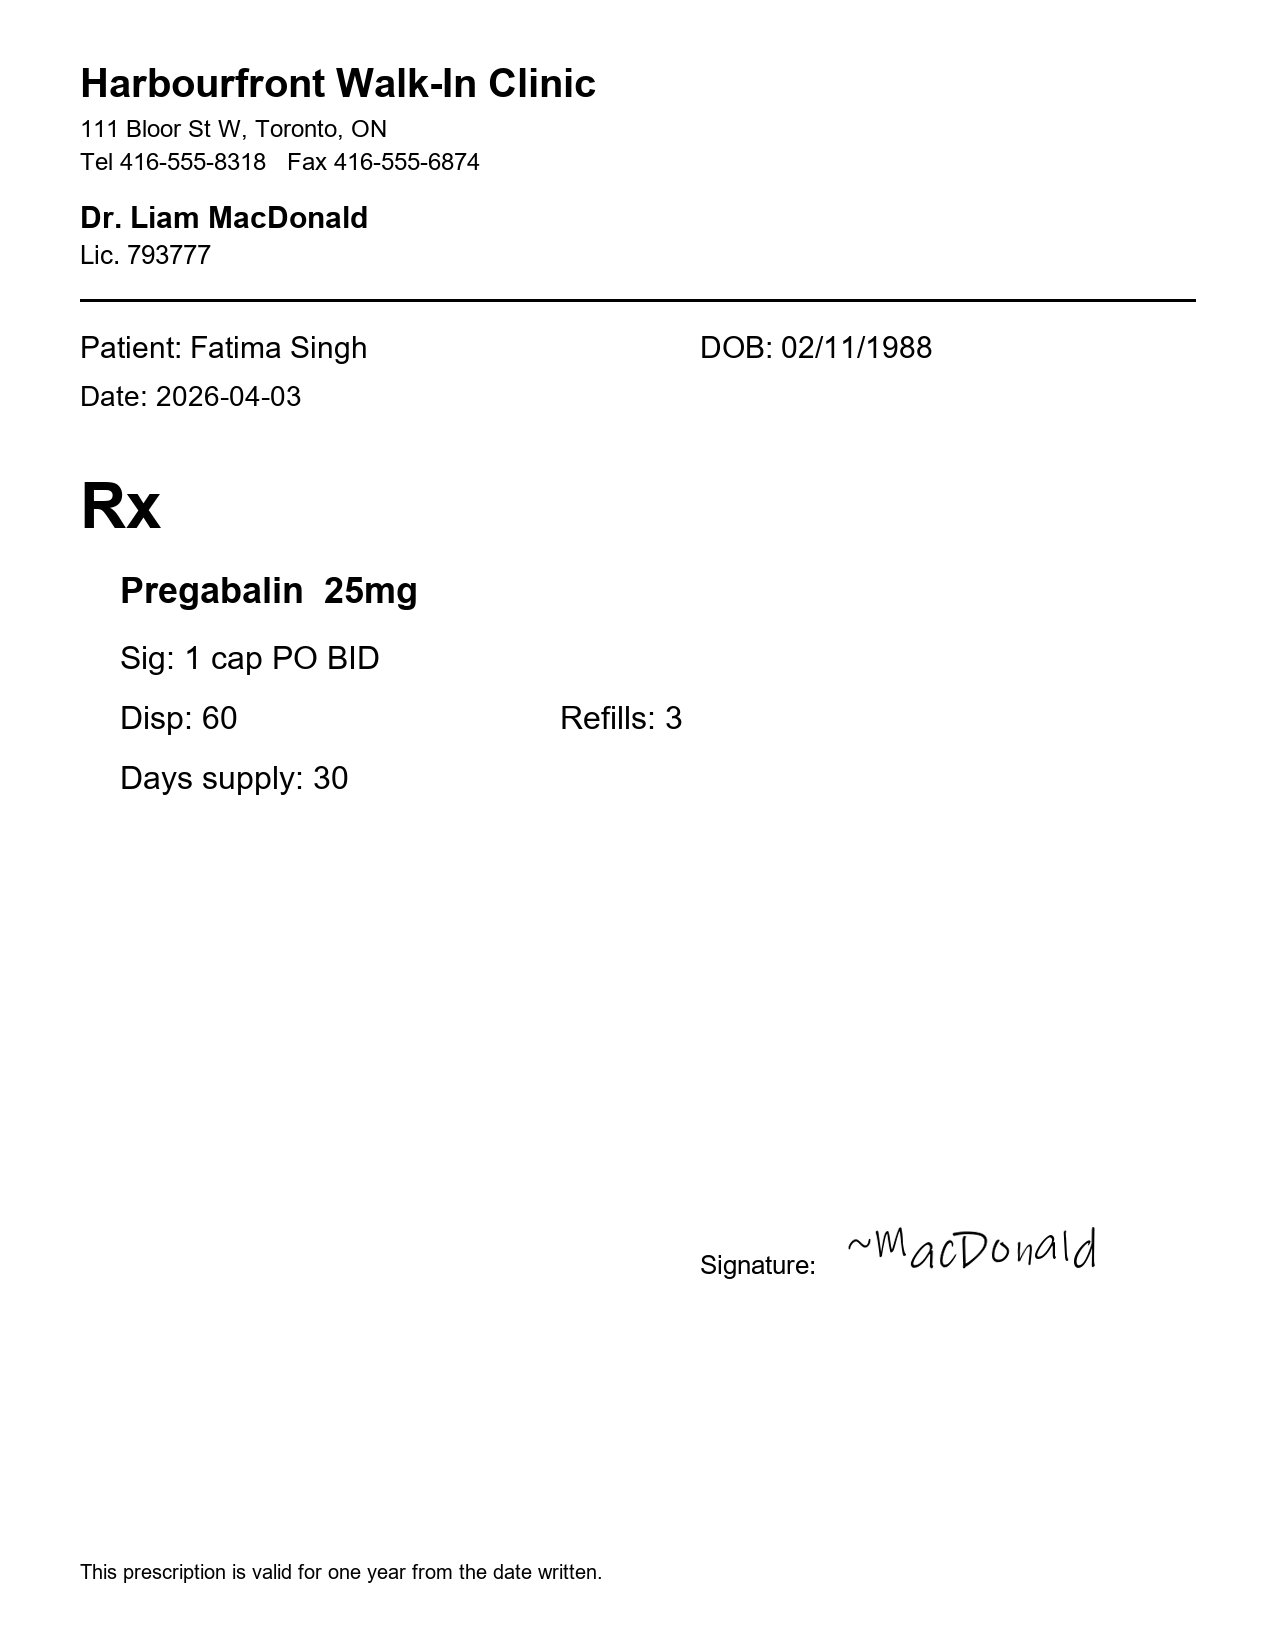 Harbourfront Walk-In Clinic
111 Bloor St W, Toronto, ON
Tel 416-555-8318 Fax 416-555-6874
Dr. Liam MacDonald
Lic. 793777
Patient: Fatima Singh DOB: 02/11/1988
Date: 2026-04-03
Rx
Pregabalin 25mg
Sig: 1 cap PO BID
Disp: 60 Refills: 3
Days supply: 30
Signature: ~MacDonald
This prescription is valid for one year from the date written.